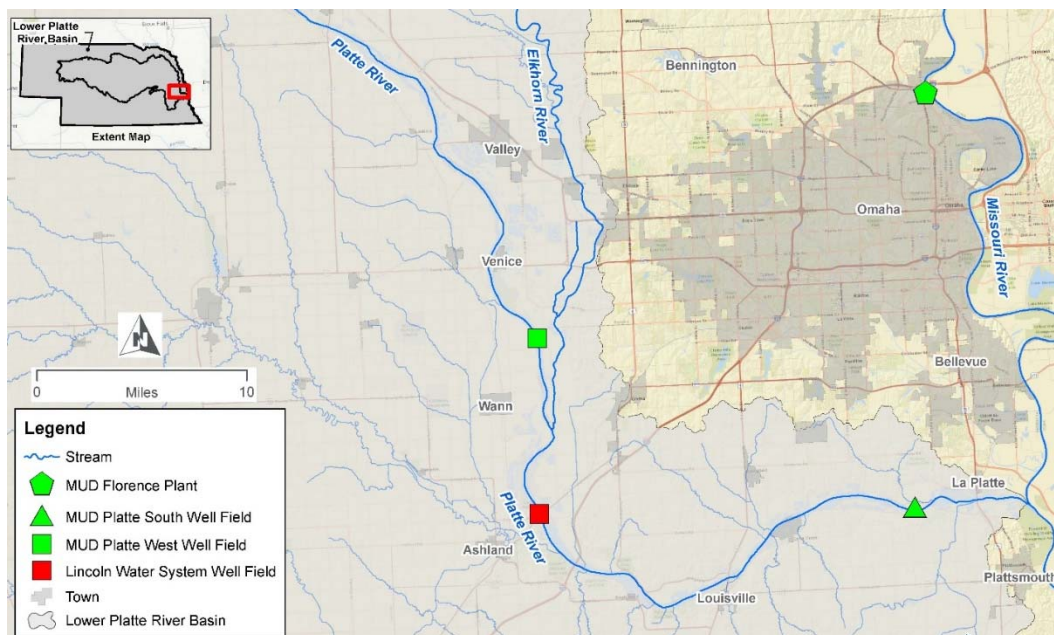 Lower Platte
River Basin
Extent Map
Platte River
Elkhorn River
Bennington
Valley
Omaha
Missouri River
Venice
Bellevue
Wann
La Platte
Platte River
Ashland
Louisville
Plattsmouth
0 10
Miles
N
Legend
Stream
MUD Florence Plant
MUD Platte South Well Field
MUD Platte West Well Field
Lincoln Water System Well Field
Town
Lower Platte River Basin